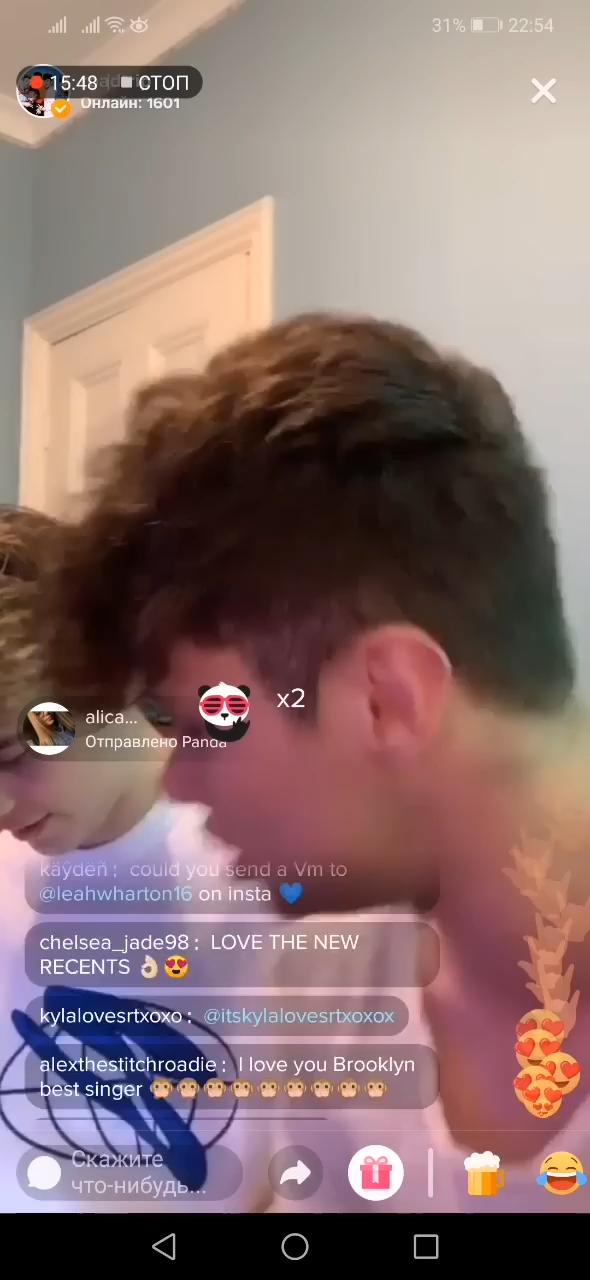 31% 22:54
15:48 СТОП
Онлайн: 1601
alica...
Отправлено Panda
x2
käÿdëñ : could you send a Vm to
@leahwharton16 on insta 💙
chelsea_jade98 : LOVE THE NEW
RECENTS 👌🏼😍
kylalovesrtxoxo : @itskylalovesrtxoxox
alexthestitchroadie : I love you Brooklyn
best singer 🙊🙊🙊🙊🙊🙊🙊🙊🙊
Скажите
что-нибудь...